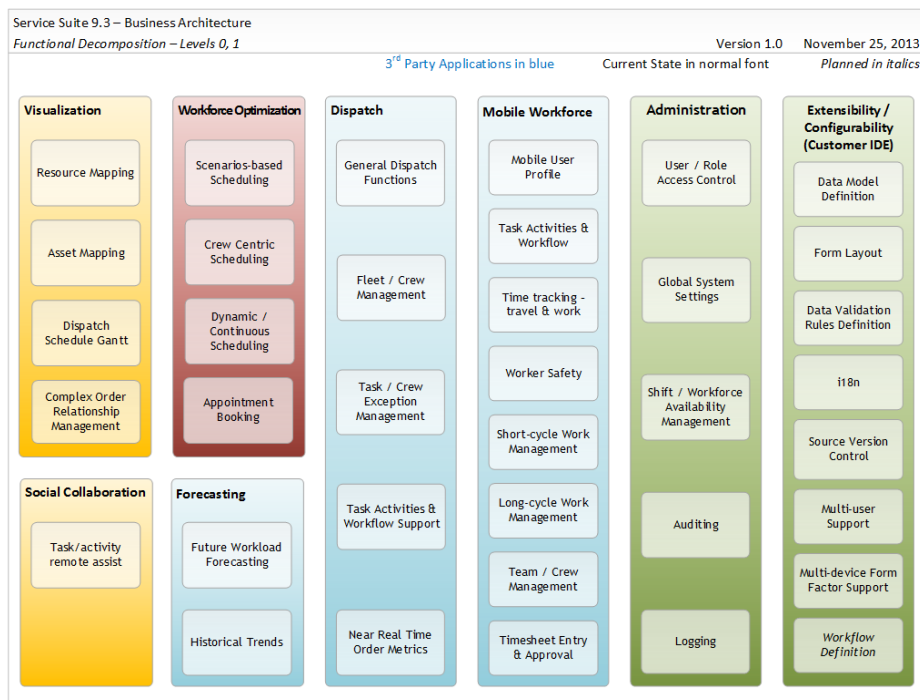 Service Suite 9.3 – Business Architecture
Functional Decomposition – Levels 0, 1
Version 1.0 November 25, 2013
3rd Party Applications in blue Current State in normal font Planned in italics
Visualization
Resource Mapping
Asset Mapping
Dispatch
Schedule Gantt
Complex Order
Relationship
Management
Workforce Optimization
Scenarios-based
Scheduling
Crew Centric
Scheduling
Dynamic /
Continuous
Scheduling
Appointment
Booking
Social Collaboration
Task/activity
remote assist
Forecasting
Future Workload
Forecasting
Historical Trends
Dispatch
General Dispatch
Functions
Fleet / Crew
Management
Task / Crew
Exception
Management
Task Activities &
Workflow Support
Near Real Time
Order Metrics
Mobile Workforce
Mobile User
Profile
Task Activities &
Workflow
Time tracking -
travel & work
Worker Safety
Short-cycle Work
Management
Long-cycle Work
Management
Team / Crew
Management
Timesheet Entry
& Approval
Administration
User / Role
Access Control
Global System
Settings
Shift / Workforce
Availability
Management
Auditing
Logging
Extensibility /
Configurability
(Customer IDE)
Data Model
Definition
Form Layout
Data Validation
Rules Definition
i18n
Source Version
Control
Multi-user
Support
Multi-device Form
Factor Support
Workflow
Definition